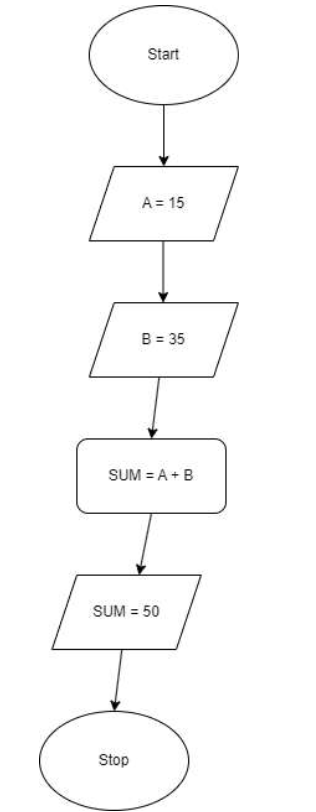 Start
A = 15
B = 35
SUM = A + B
SUM = 50
Stop